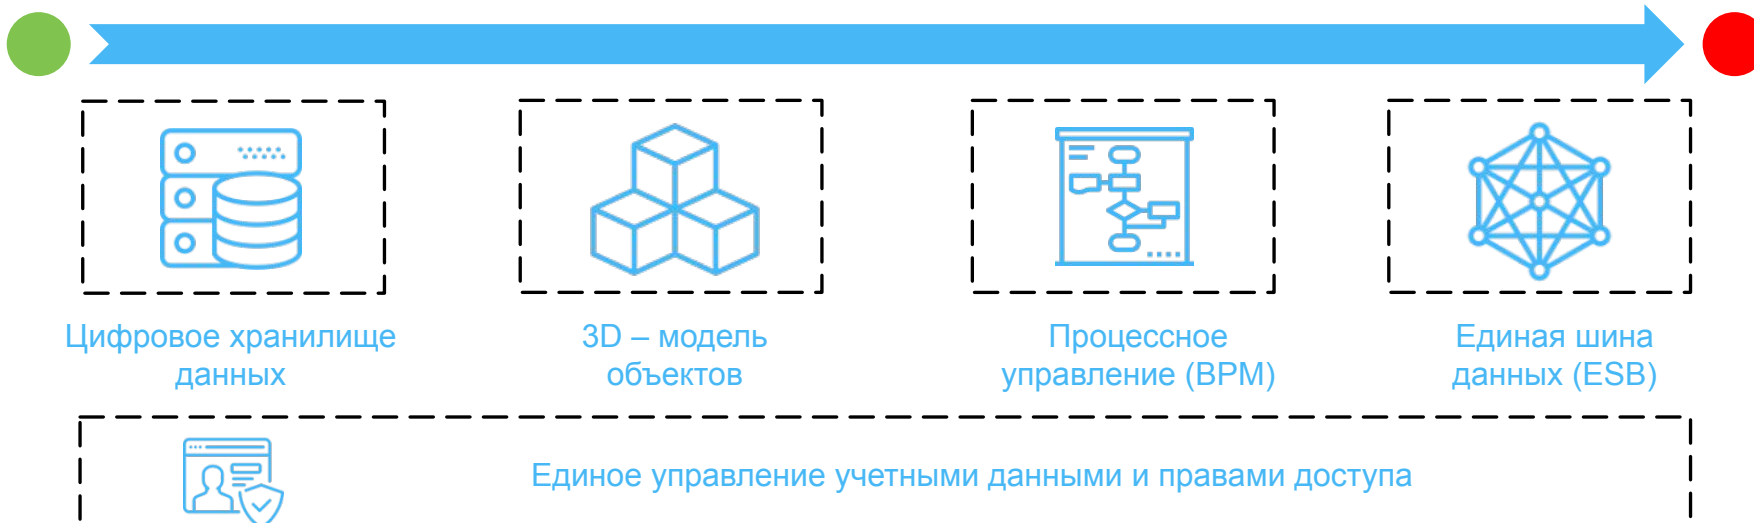 Цифровое хранилище
данных
3D – модель
объектов
Процессное
управление (BPM)
Единая шина
данных (ESB)
Единое управление учетными данными и правами доступа